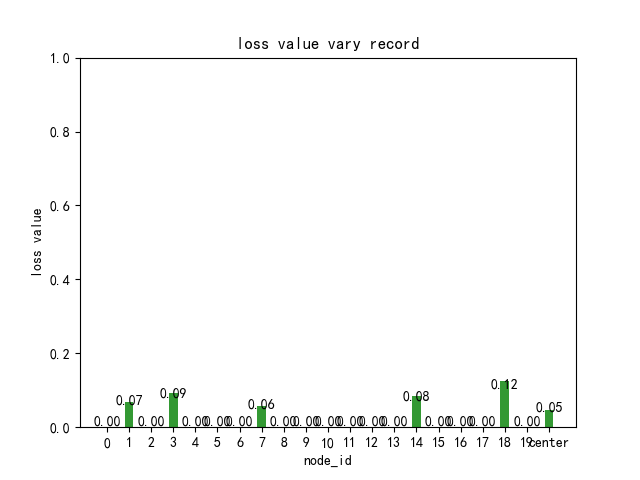 loss value vary record
1.0
0.8
0.6
0.4
0.2
0.0
loss value
0.00 0.07 0.00 0.09 0.00 0.00 0.00 0.06 0.00 0.00 0.00 0.00 0.00 0.00 0.08 0.00 0.00 0.00 0.12 0.00 0.05
0 1 2 3 4 5 6 7 8 9 10 11 12 13 14 15 16 17 18 19 center
node_id